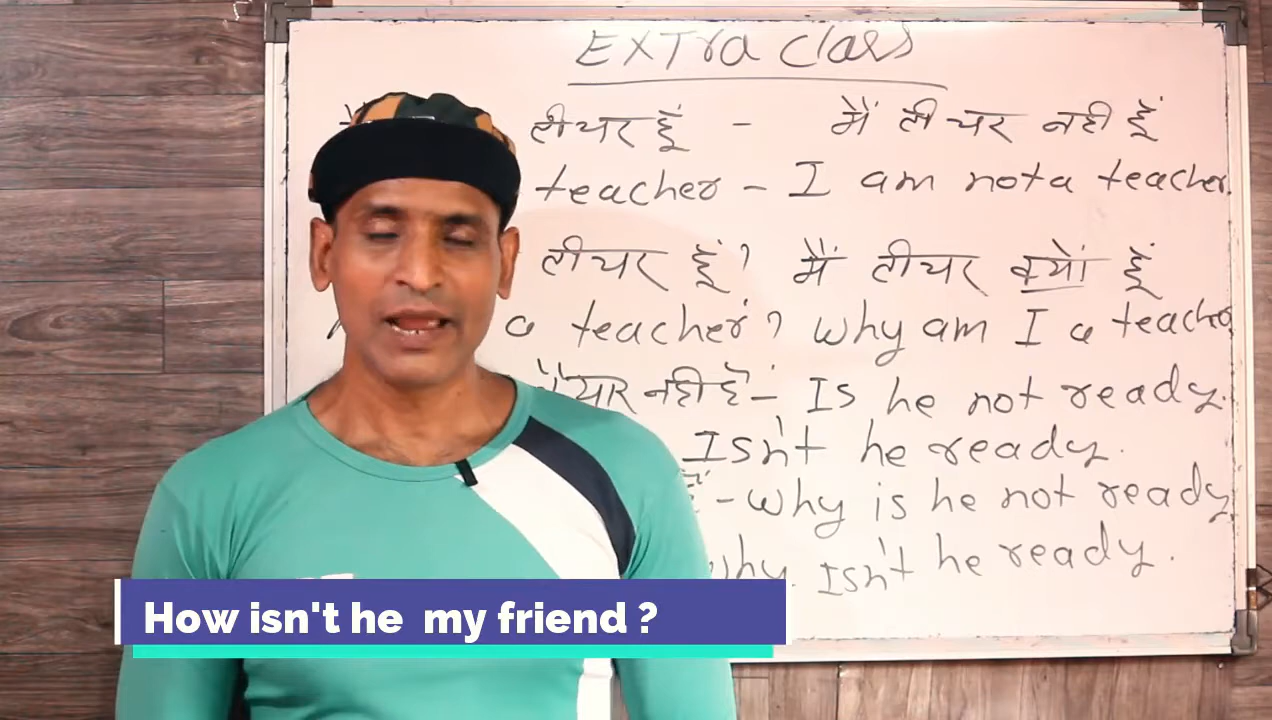 EXTra Class
टीचर हूं - मैं टीचर नही हूं
teacher - I am not a teacher.
टीचर हूं? मैं टीचर क्यों हूं
a teacher? why am I a teacher
तैयार नही है - Is he not ready.
Isn't he ready.
- why is he not ready
why Isn't he ready.
How isn't he my friend ?